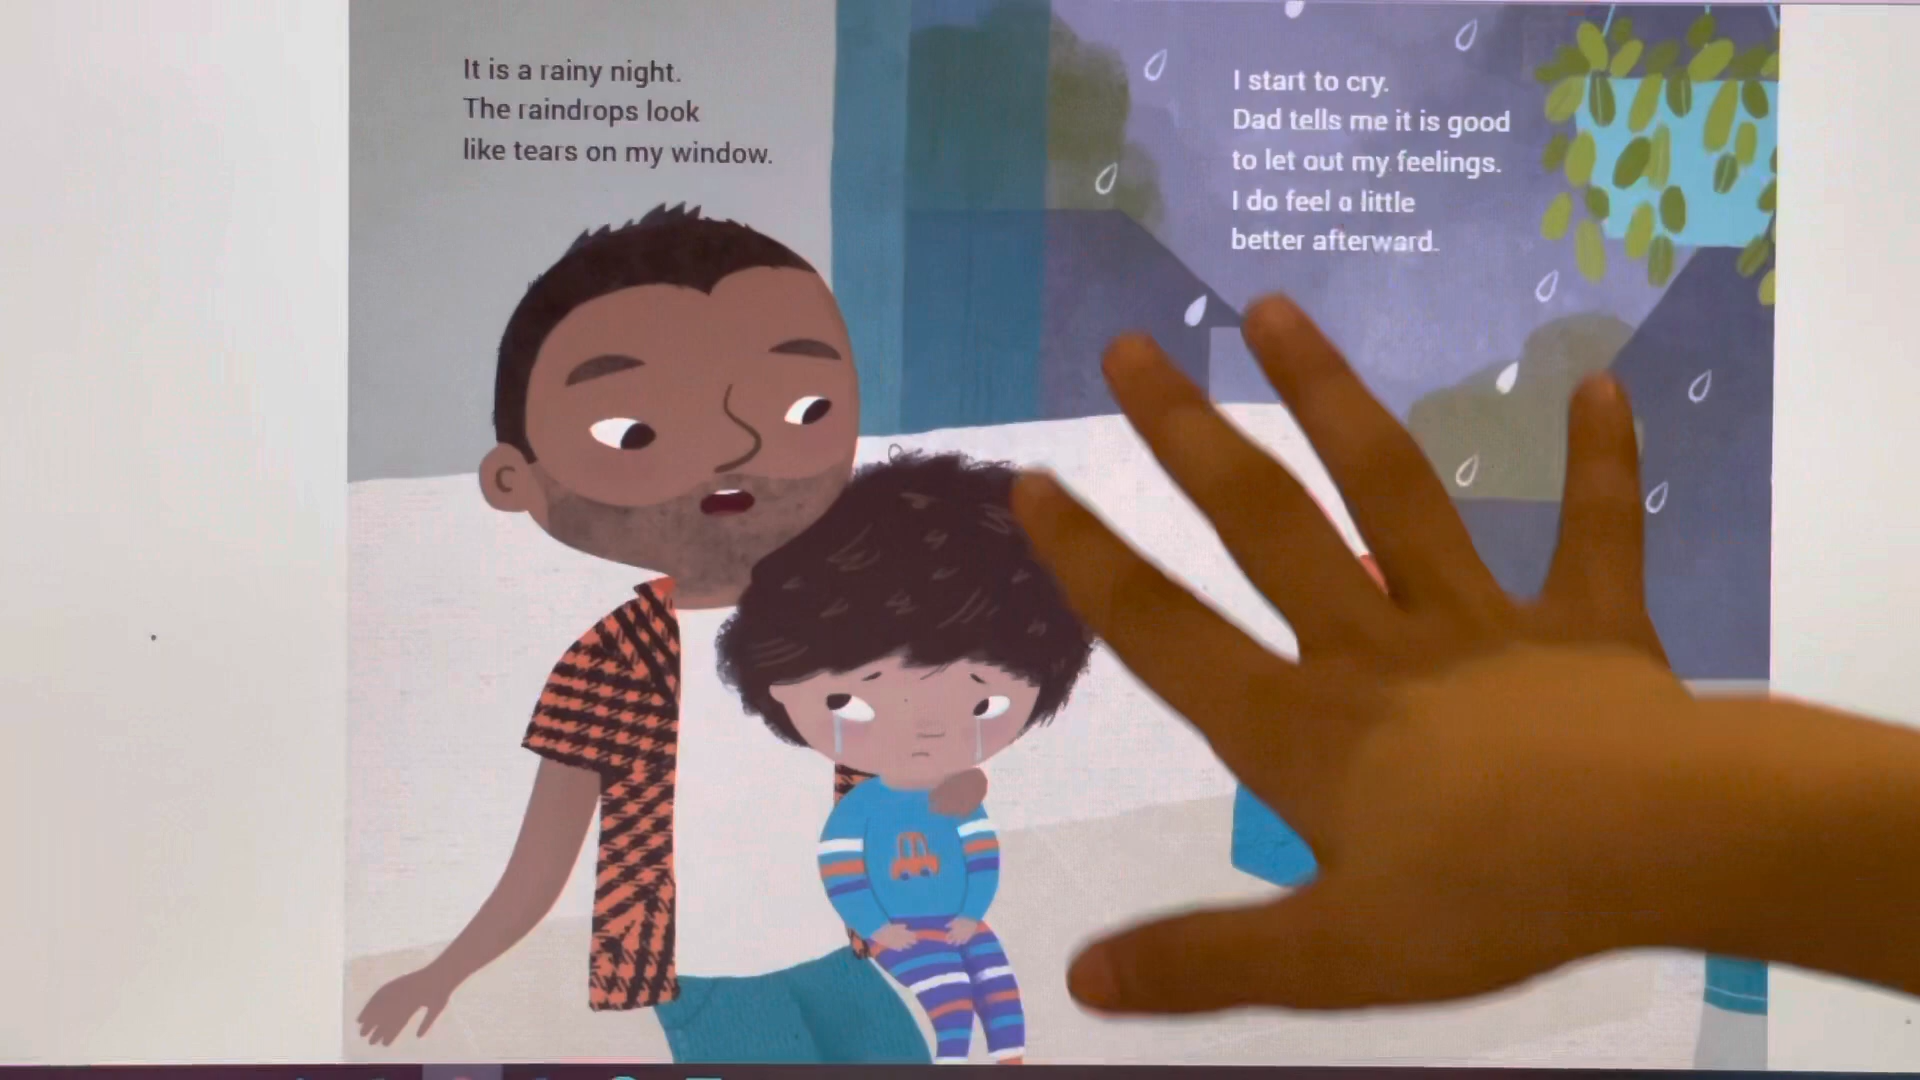 It is a rainy night.
The raindrops look
like tears on my window.
I start to cry.
Dad tells me it is good
to let out my feelings.
I do feel a little
better afterward.